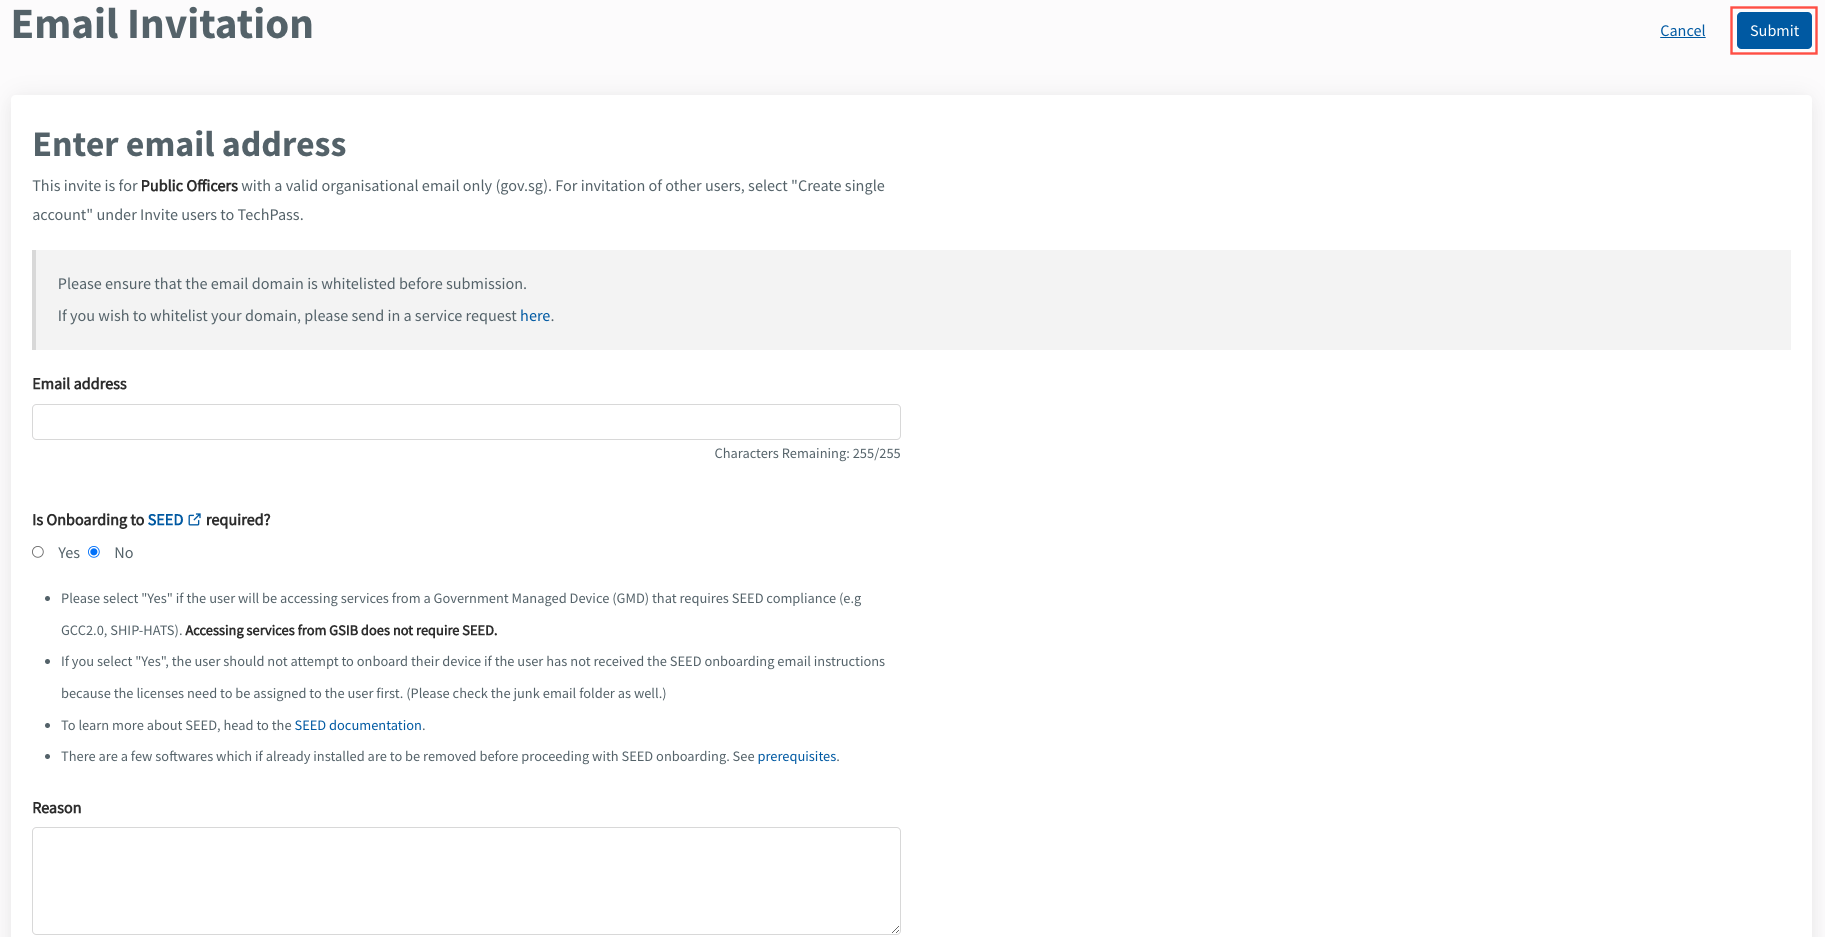 Email Invitation
Cancel
Submit
Enter email address
This invite is for Public Officers with a valid organisational email only (gov.sg). For invitation of other users, select "Create single
account" under Invite users to TechPass.
Please ensure that the email domain is whitelisted before submission.
If you wish to whitelist your domain, please send in a service request here.
Email address
Characters Remaining: 255/255
Is Onboarding to SEED required?
Yes No
• Please select "Yes" if the user will be accessing services from a Government Managed Device (GMD) that requires SEED compliance (e.g
GCC2.0, SHIP-HATS). Accessing services from GSIB does not require SEED.
• If you select "Yes", the user should not attempt to onboard their device if the user has not received the SEED onboarding email instructions
because the licenses need to be assigned to the user first. (Please check the junk email folder as well.)
• To learn more about SEED, head to the SEED documentation.
• There are a few softwares which if already installed are to be removed before proceeding with SEED onboarding. See prerequisites.
Reason